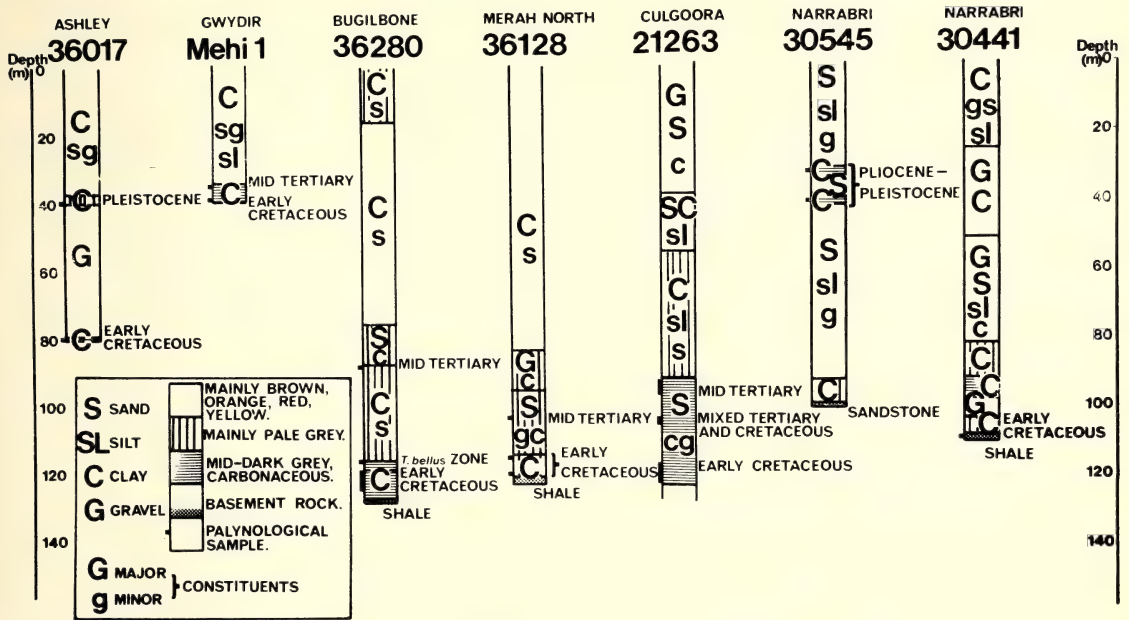 ASHLEY
36017
GWYDIR
Mehi 1
BUGILBONE
36280
MERAH NORTH
36128
CULGOORA
21263
NARRABRI
30545
NARRABRI
30441
Depth
(m)
0
20
40
60
80
100
120
140
C
sg
C
PLEISTOCENE
G
C
EARLY
CRETACEOUS
C
sg
sl
C
MID TERTIARY
EARLY
CRETACEOUS
C
s
C
s
S
c
MID TERTIARY
C
s
T. bellus ZONE
EARLY
CRETACEOUS
C
SHALE
C
s
G
c
S
gc
MID TERTIARY
C
EARLY
CRETACEOUS
SHALE
G
S
c
SC
sl
C
sl
s
MID TERTIARY
S
MIXED TERTIARY
AND CRETACEOUS
cg
EARLY CRETACEOUS
S
sl
g
C
S
C
PLIOCENE–
PLEISTOCENE
S
sl
g
C
SANDSTONE
C
gs
sl
G
C
G
S
sl
c
C
C
G
C
EARLY
CRETACEOUS
SHALE
Depth
(m)
0
20
40
60
80
100
120
140
S SAND
SL SILT
C CLAY
G GRAVEL
G MAJOR
g MINOR
CONSTITUENTS
MAINLY BROWN,
ORANGE, RED,
YELLOW.
MAINLY PALE GREY.
MID-DARK GREY,
CARBONACEOUS.
BASEMENT ROCK.
PALYNOLOGICAL
SAMPLE.